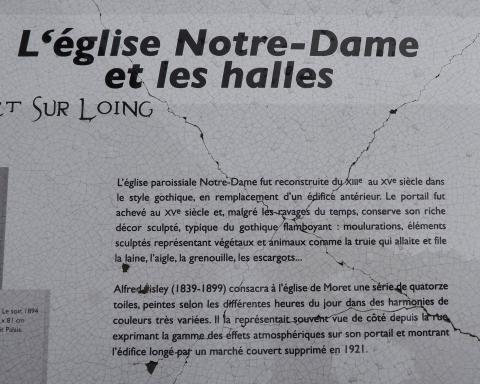 L'église Notre-Dame
et les halles
ET SUR LOING
L'église paroissiale Notre-Dame fut reconstruite du XIIIe au XVe siècle dans
le style gothique, en remplacement d'un édifice antérieur. Le portail fut
achevé au XVe siècle et, malgré les ravages du temps, conserve son riche
décor sculpté, typique du gothique flamboyant : moulurations, éléments
sculptés représentant végétaux et animaux comme la truie qui allaite et file
la laine, l'aigle, la grenouille, les escargots...
Alfred Sisley (1839-1899) consacra à l'église de Moret une série de quatorze
toiles, peintes selon les différentes heures du jour dans des harmonies de
couleurs très variées. Il la représentait souvent vue de côté depuis la rue,
exprimant la gamme des effets atmosphériques sur son portail et montrant
l'édifice longé par un marché couvert supprimé en 1921.
Le soir, 1894
x 81 cm
it Palais.